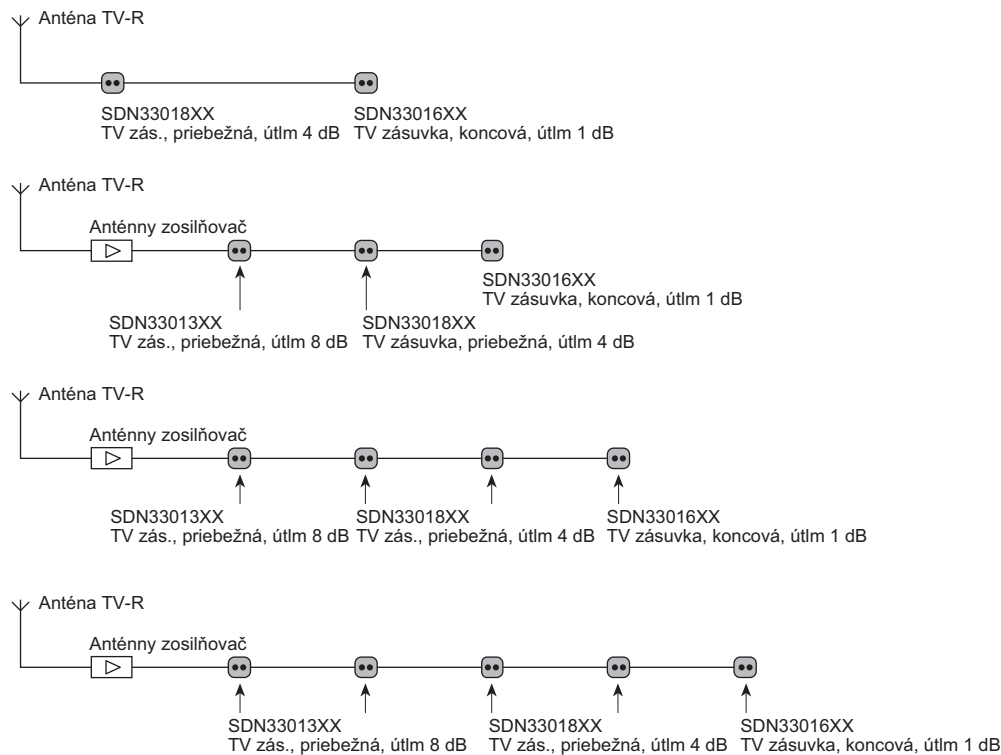 Anténa TV-R
SDN33018XX
TV zás., priebežná, útlm 4 dB
SDN33016XX
TV zásuvka, koncová, útlm 1 dB
Anténa TV-R
Anténny zosilňovač
SDN33016XX
TV zásuvka, koncová, útlm 1 dB
SDN33013XX
TV zás., priebežná, útlm 8 dB
SDN33018XX
TV zásuvka, priebežná, útlm 4 dB
Anténa TV-R
Anténny zosilňovač
SDN33013XX
TV zás., priebežná, útlm 8 dB
SDN33018XX
TV zás., priebežná, útlm 4 dB
SDN33016XX
TV zásuvka, koncová, útlm 1 dB
Anténa TV-R
Anténny zosilňovač
SDN33013XX
TV zás., priebežná, útlm 8 dB
SDN33018XX
TV zás., priebežná, útlm 4 dB
SDN33016XX
TV zásuvka, koncová, útlm 1 dB